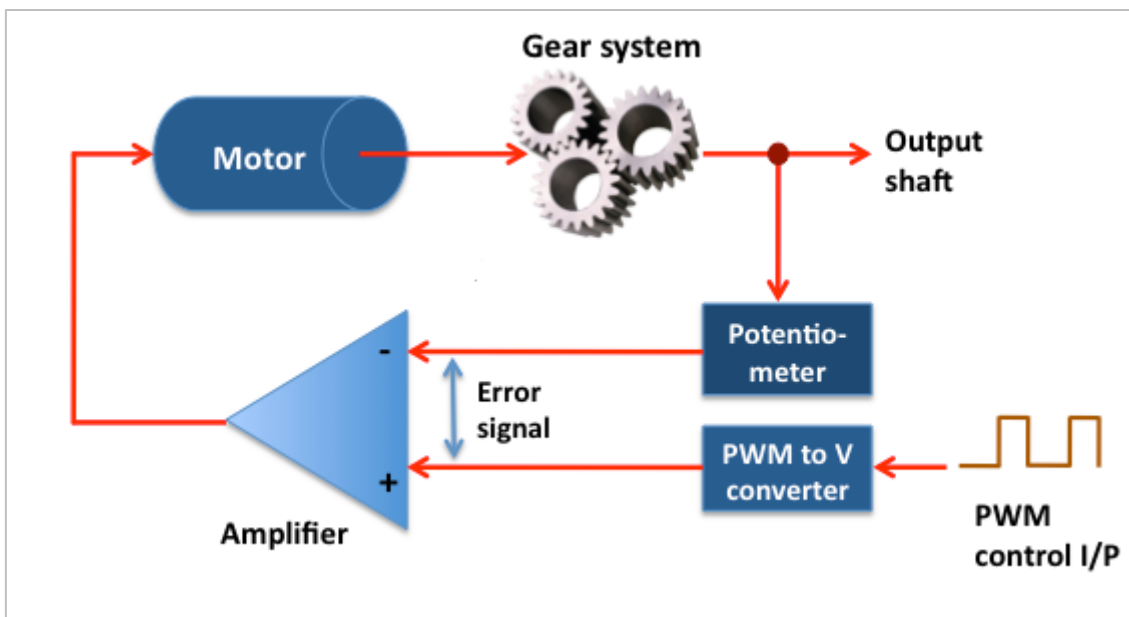 Gear system
Motor
Output
shaft
Potentio-
meter
-
Error
signal
PWM to V
converter
+
Amplifier
PWM
control I/P